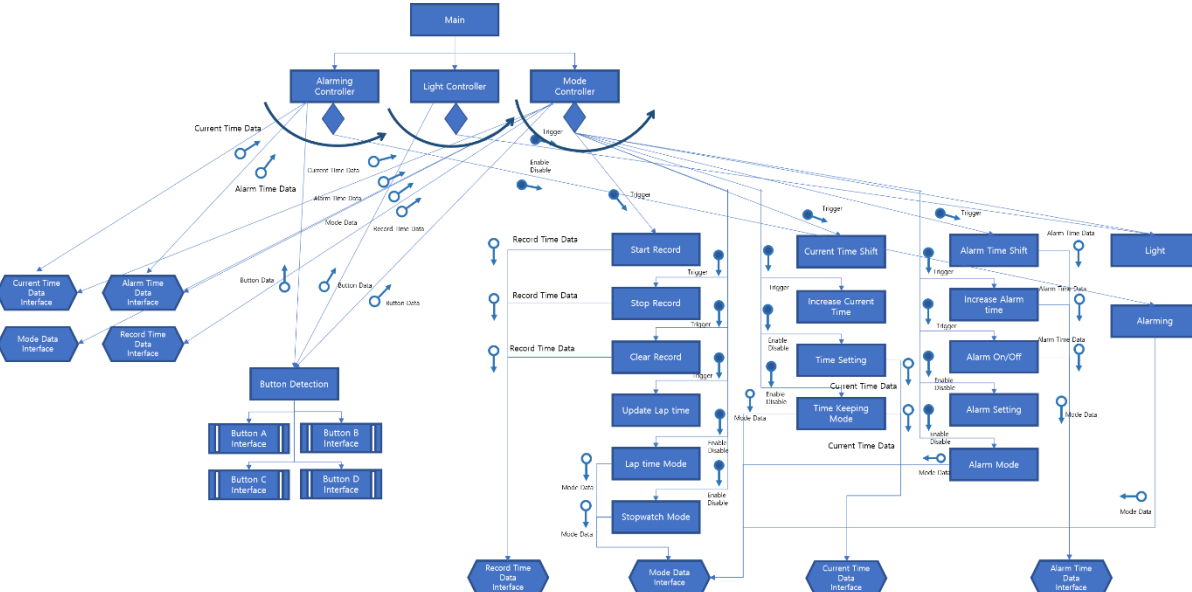 Main
Alarming
Controller
Light Controller
Mode
Controller
Current Time Data
Alarm Time Data
Current Time Data
Alarm Time Data
Record Time Data
Mode Data
Button Data
Button Data
Button Data
Trigger
Enable
Disable
Trigger
Trigger
Trigger
Current Time
Data
Interface
Alarm Time
Data
Interface
Mode Data
Interface
Record Time
Data
Interface
Button Detection
Button A
Interface
Button B
Interface
Button C
Interface
Button D
Interface
Record Time Data
Record Time Data
Record Time Data
Start Record
Stop Record
Clear Record
Update Lap time
Lap time Mode
Stopwatch Mode
Trigger
Trigger
Trigger
Enable
Disable
Enable
Disable
Mode Data
Mode Data
Current Time Shift
Increase Current
Time
Time Setting
Time Keeping
Mode
Trigger
Enable
Disable
Enable
Disable
Mode Data
Current Time Data
Current Time Data
Alarm Time Shift
Increase Alarm
time
Alarm On/Off
Alarm Setting
Alarm Mode
Trigger
Trigger
Enable
Disable
Enable
Disable
Mode Data
Alarm Time Data
Alarm Time Data
Alarm Time Data
Mode Data
Light
Alarming
Mode Data
Record Time
Data
Interface
Mode Data
Interface
Current Time
Data
Interface
Alarm Time
Data
Interface